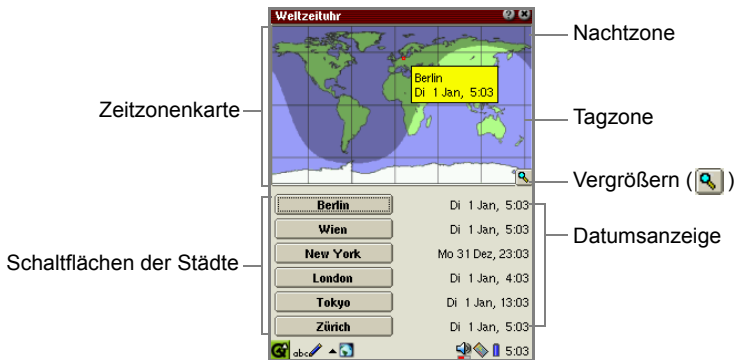 Weltzeituhr
Nachtzone
Berlin
Di 1 Jan, 5:03
Zeitzonenkarte
Tagzone
Vergrößern ( )
Berlin Di 1 Jan, 5:03
Wien Di 1 Jan, 5:03
Datumsanzeige
New York Mo 31 Dez, 23:03
Schaltflächen der Städte
London Di 1 Jan, 4:03
Tokyo Di 1 Jan, 13:03
Zürich Di 1 Jan, 5:03
abc 5:03